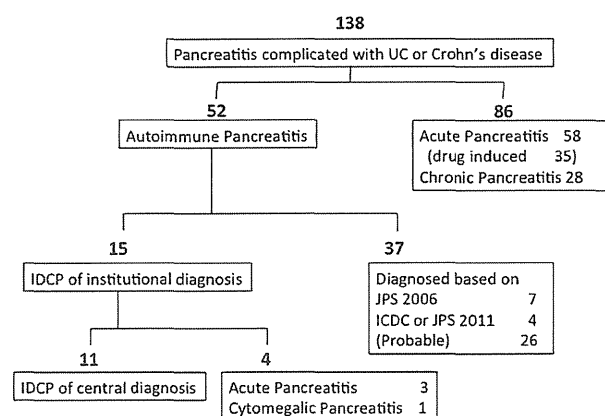 138
Pancreatitis complicated with UC or Crohn's disease
52
Autoimmune Pancreatitis
86
Acute Pancreatitis 58
(drug induced 35)
Chronic Pancreatitis 28
15
IDCP of institutional diagnosis
37
Diagnosed based on
JPS 2006 7
ICDC or JPS 2011 4
(Probable) 26
11
IDCP of central diagnosis
4
Acute Pancreatitis 3
Cytomegalic Pancreatitis 1